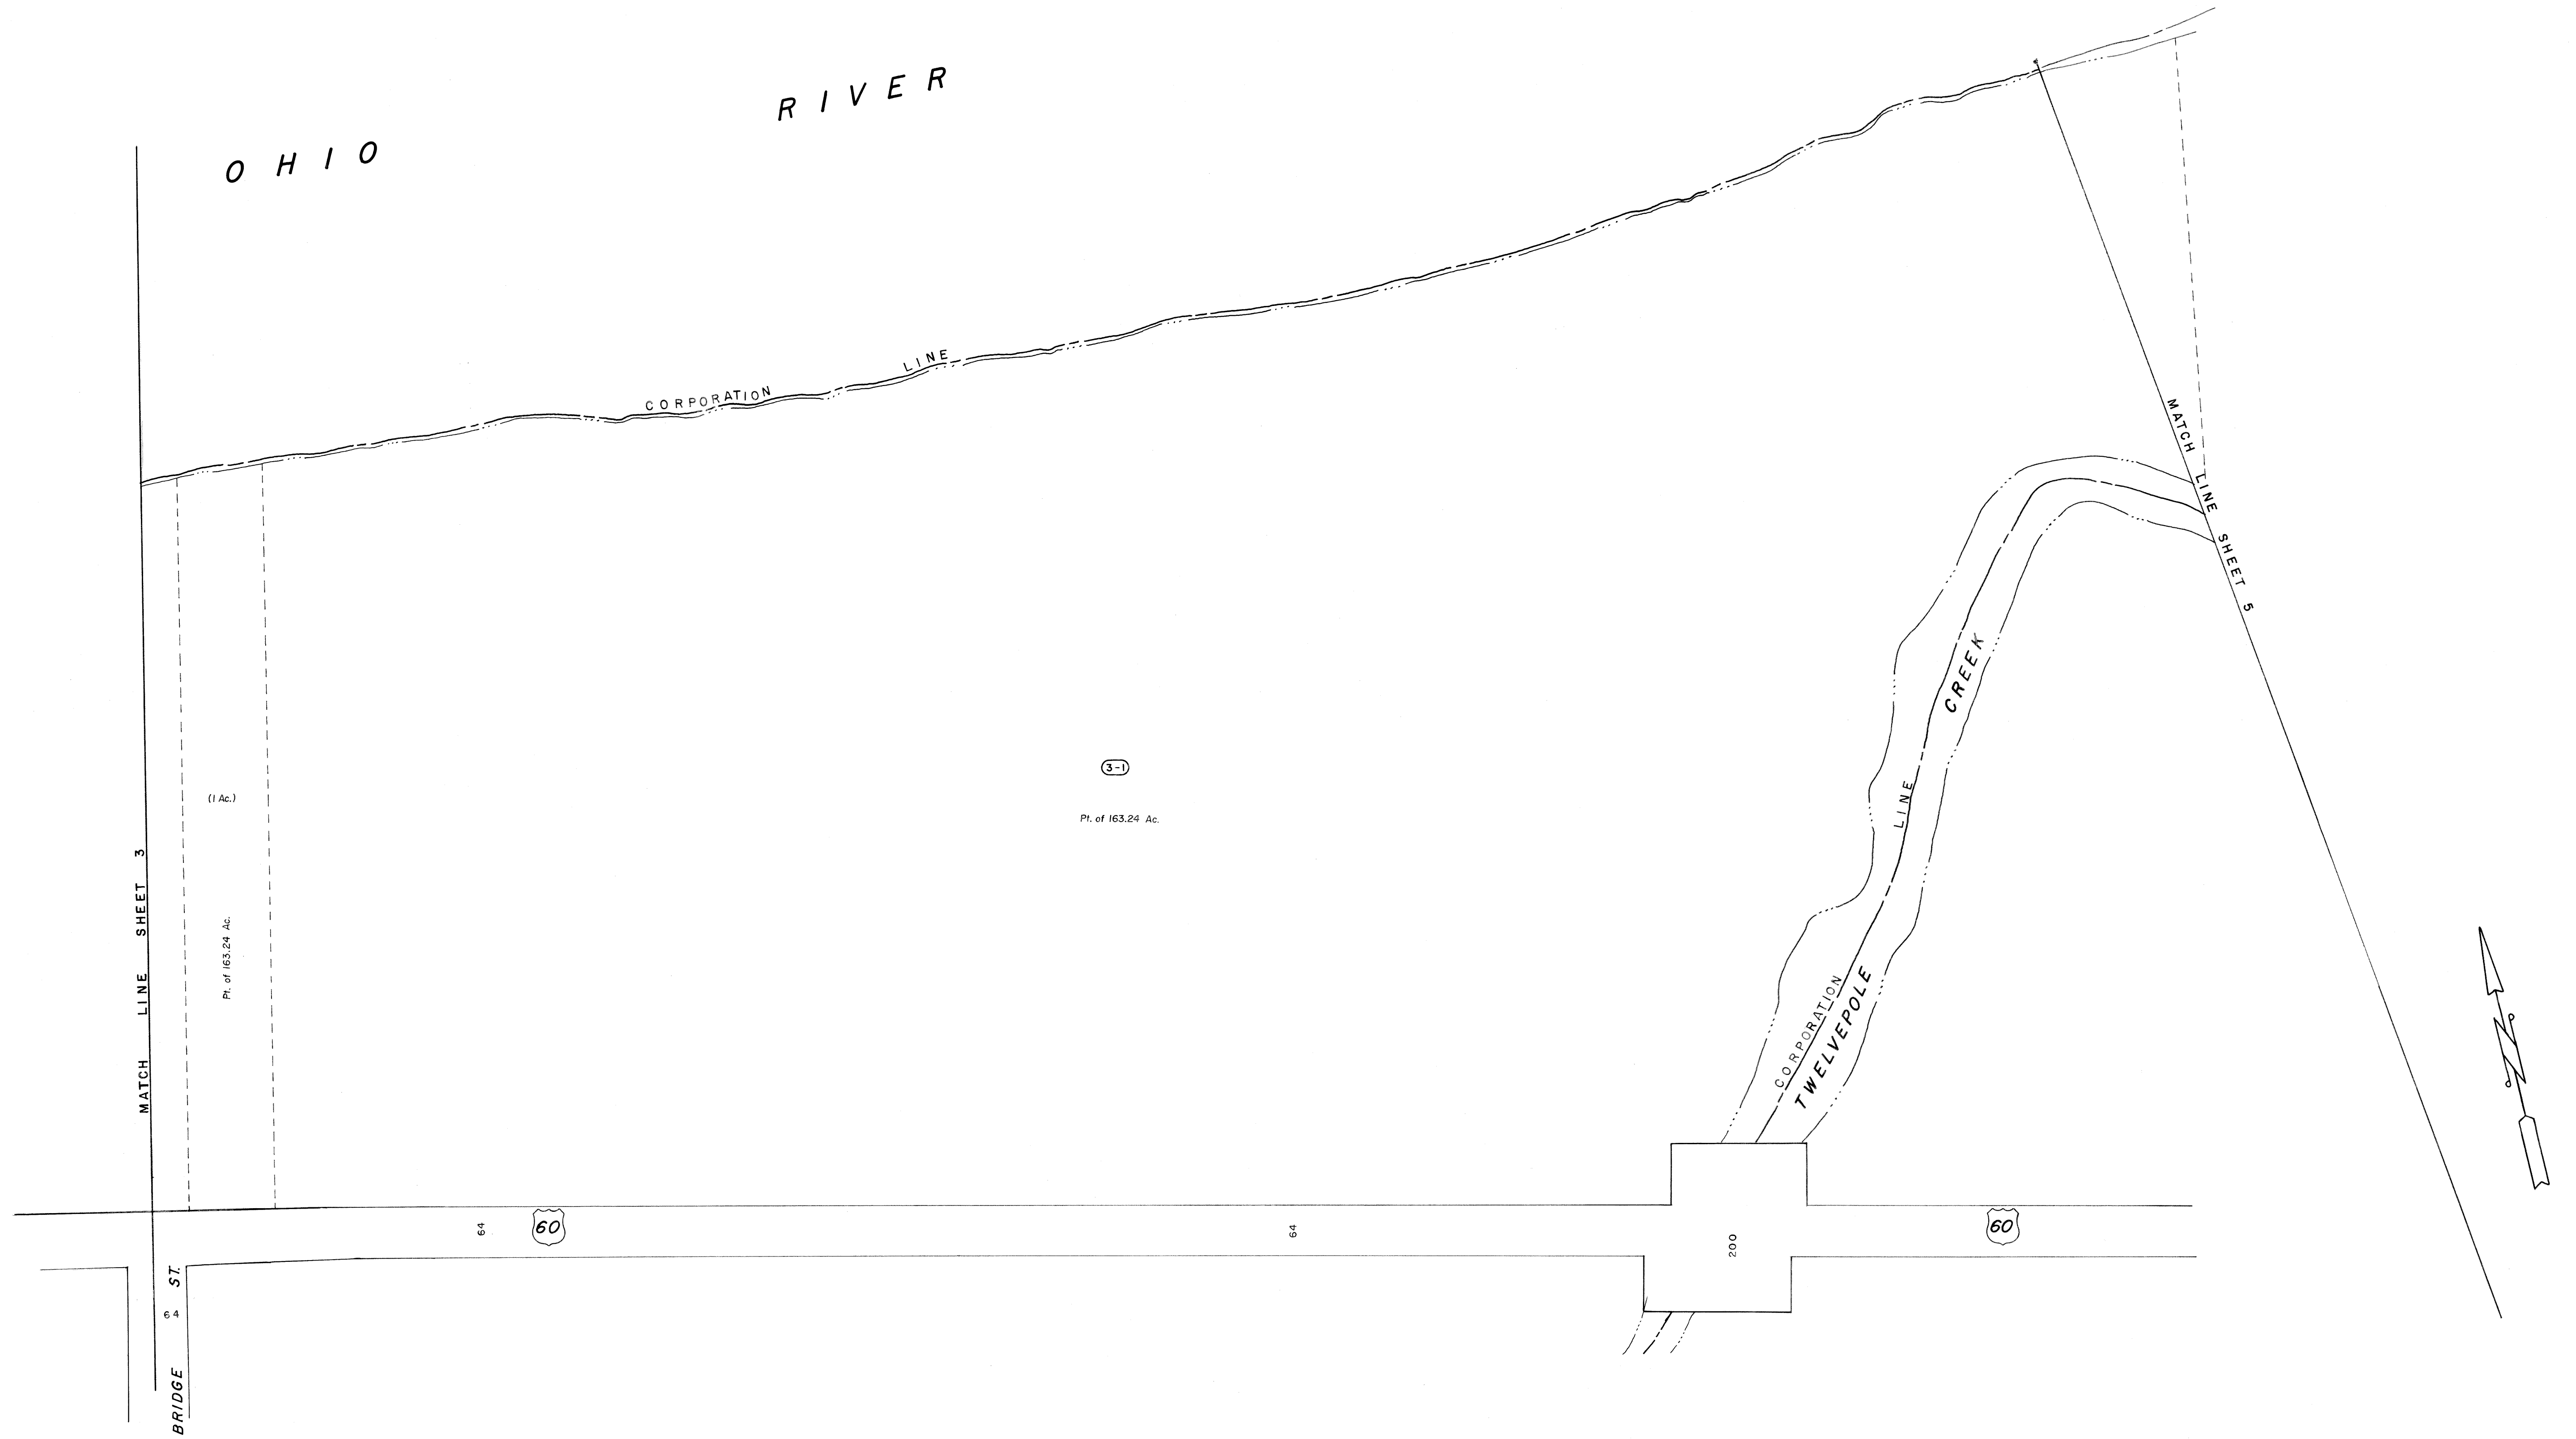 OHIO RIVER
CORPORATION LINE
MATCH LINE SHEET 5
CREEK
LINE
3-1
Pt. of 163.24 Ac.
(1 Ac.)
Pt. of 163.24 Ac.
MATCH LINE SHEET 3
CORPORATION
TWELVEPOLE
64
60
64
200
60
BRIDGE ST.
64
N